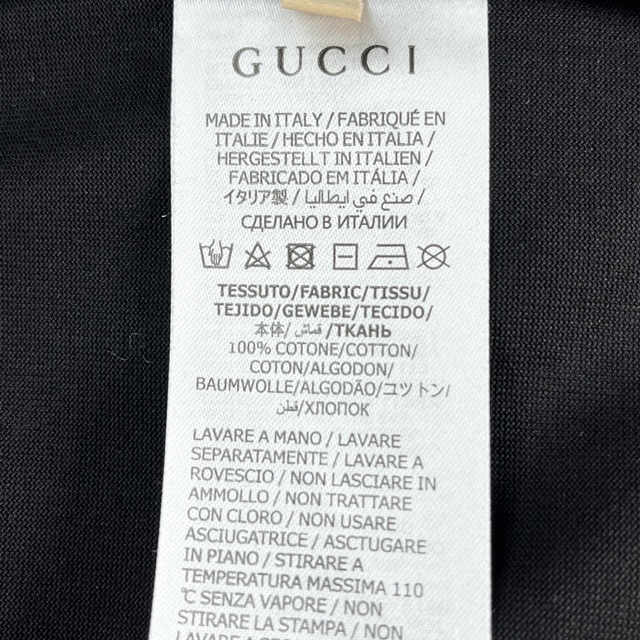 GUCCI
MADE IN ITALY / FABRIQUÉ EN
ITALIE / HECHO EN ITALIA /
HERGESTELLT IN ITALIEN /
FABRICADO EM ITÁLIA /
イタリア製 / صنع في ايطاليا /
СДЕЛАНО В ИТАЛИИ
TESSUTO/FABRIC/TISSU/
TEJIDO/GEWEBE/TECIDO/
本体/ قماش /ТКАНЬ
100% COTONE/COTTON/
COTON/ALGODON/
BAUMWOLLE/ALGODÃO/ユツトン/
قطن/ХЛОПОК
LAVARE A MANO / LAVARE
SEPARATAMENTE / LAVARE A
ROVESCIO / NON LASCIARE IN
AMMOLLO / NON TRATTARE
CON CLORO / NON USARE
ASCIUGATRICE / ASCTUGARE
IN PIANO / STIRARE A
TEMPERATURA MASSIMA 110
℃ SENZA VAPORE / NON
STIRARE LA STAMPA / NON